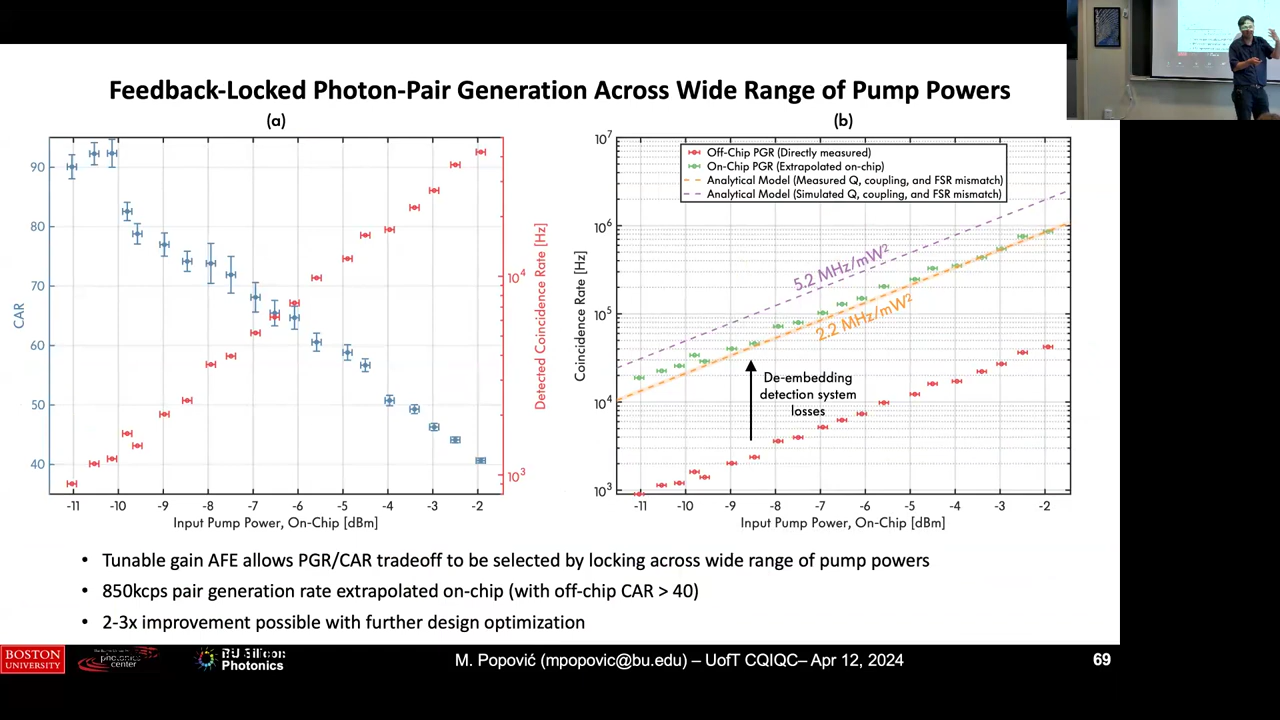 Feedback-Locked Photon-Pair Generation Across Wide Range of Pump Powers
(a)
90
80
70
60
50
40
CAR
10⁴
10³
Detected Coincidence Rate [Hz]
-11 -10 -9 -8 -7 -6 -5 -4 -3 -2
Input Pump Power, On-Chip [dBm]
(b)
10⁷
10⁶
10⁵
10⁴
10³
Coincidence Rate [Hz]
Off-Chip PGR (Directly measured)
On-Chip PGR (Extrapolated on-chip)
Analytical Model (Measured Q, coupling, and FSR mismatch)
Analytical Model (Simulated Q, coupling, and FSR mismatch)
5.2 MHz/mW²
2.2 MHz/mW²
De-embedding
detection system
losses
-11 -10 -9 -8 -7 -6 -5 -4 -3 -2
Input Pump Power, On-Chip [dBm]
• Tunable gain AFE allows PGR/CAR tradeoff to be selected by locking across wide range of pump powers
• 850kcps pair generation rate extrapolated on-chip (with off-chip CAR > 40)
• 2-3x improvement possible with further design optimization
BOSTON
UNIVERSITY
photonics
center
BU Silicon
Photonics
M. Popović (mpopovic@bu.edu) – UofT CQIQC– Apr 12, 2024
69